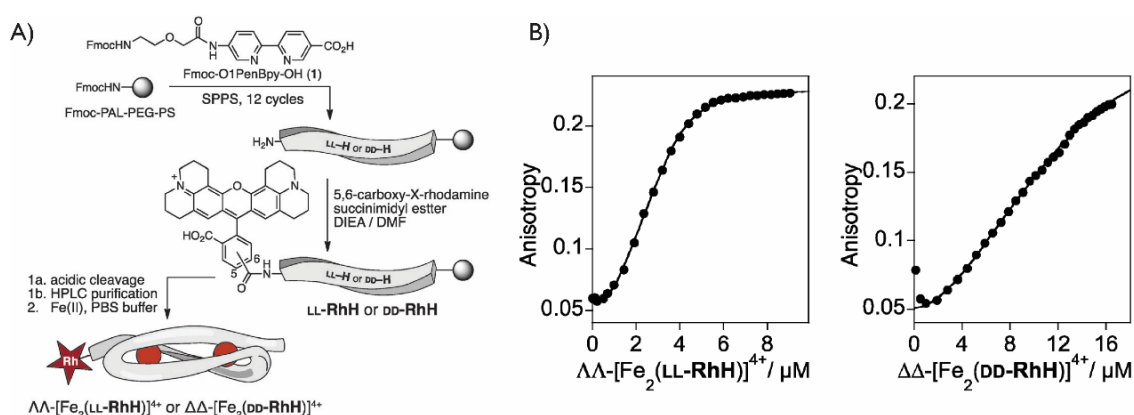 A)
FmocHN
O
O
N
H
N
N
CO₂H
Fmoc-O1PenBpy-OH (1)
FmocHN
Fmoc-PAL-PEG-PS
SPPS, 12 cycles
H₂N
LL–H or DD–H
N
+
O
N
HO₂C
5
6
O
H
N
5,6-carboxy-X-rhodamine
succinimidyl ester
DIEA / DMF
LL–H or DD–H
LL-RhH or DD-RhH
1a. acidic cleavage
1b. HPLC purification
2. Fe(II), PBS buffer
Rh
ΛΛ-[Fe₂(LL-RhH)]⁴⁺ or ΔΔ-[Fe₂(DD-RhH)]⁴⁺
B)
Anisotropy
0.2
0.1
0.05
0 2 4 6 8
ΛΛ-[Fe₂(LL-RhH)]⁴⁺/ μM
Anisotropy
0.2
0.1
0.05
0 4 8 12 16
ΔΔ-[Fe₂(DD-RhH)]⁴⁺/ μM